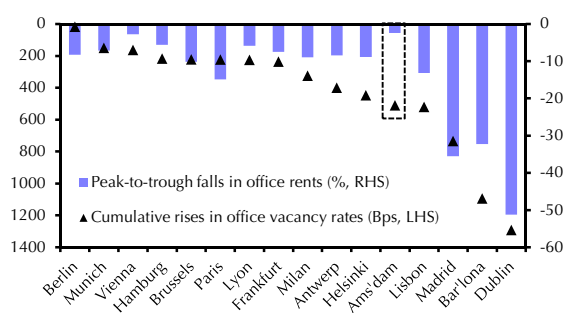 0
200
400
600
800
1000
1200
1400
0
-10
-20
-30
-40
-50
-60
Peak-to-trough falls in office rents (%, RHS)
Cumulative rises in office vacancy rates (Bps, LHS)
Berlin
Munich
Vienna
Hamburg
Brussels
Paris
Lyon
Frankfurt
Milan
Antwerp
Helsinki
Ams'dam
Lisbon
Madrid
Bar'lona
Dublin